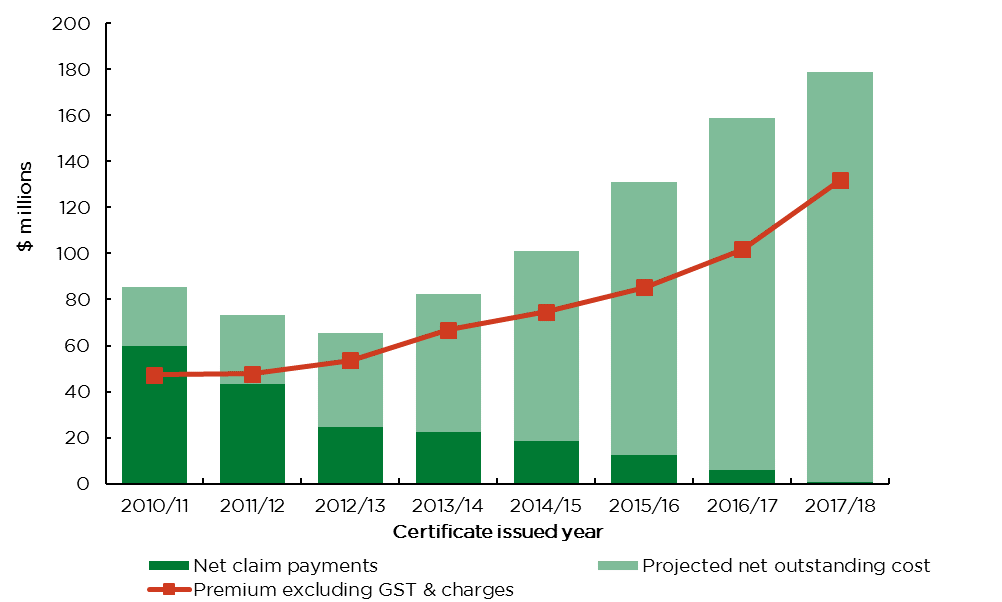 200
180
160
140
120
100
80
60
40
20
0
$ millions
2010/11 2011/12 2012/13 2013/14 2014/15 2015/16 2016/17 2017/18
Certificate issued year
Net claim payments Projected net outstanding cost
Premium excluding GST & charges